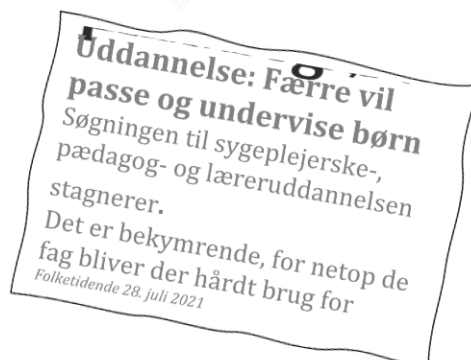 Uddannelse: Færre vil
passe og undervise børn
Søgningen til sygeplejerske-,
pædagog- og læreruddannelsen
stagnerer.
Det er bekymrende, for netop de
fag bliver der hårdt brug for
Folketidende 28. juli 2021